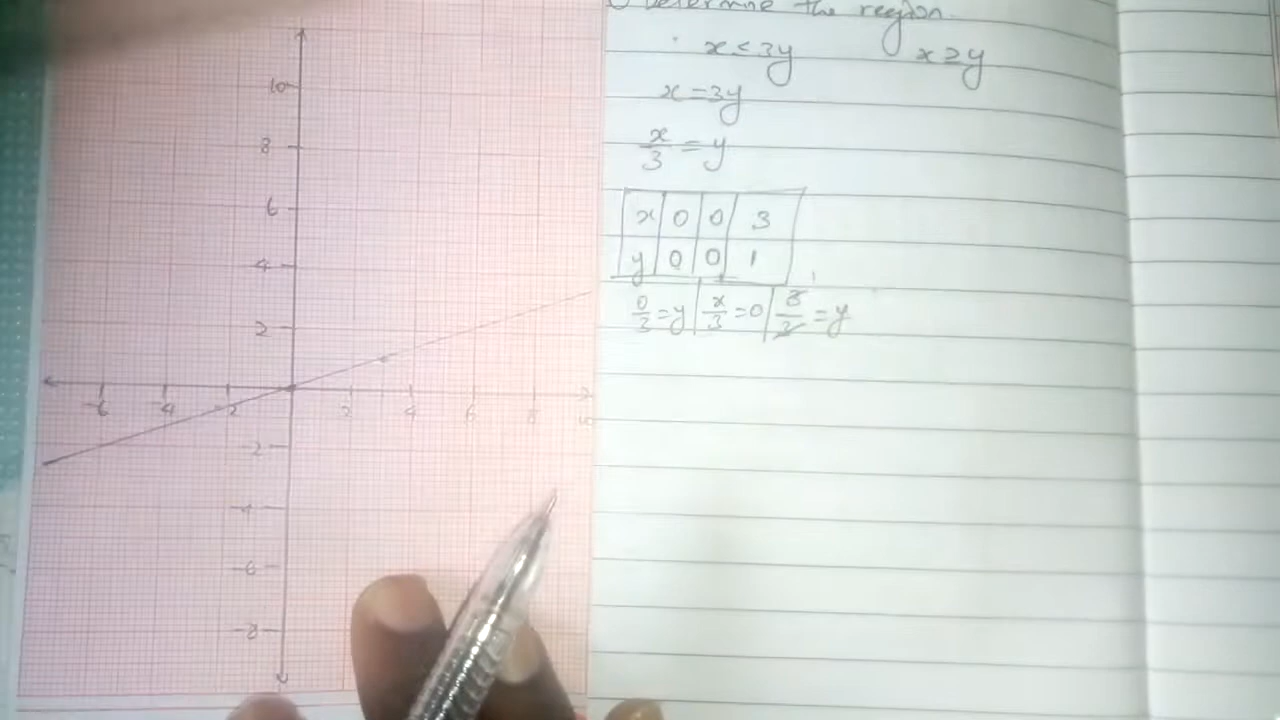 Determine the region.
x < 3y x ≥ y
x = 3y
x/3 = y
x 0 0 3
y 0 0 1
0/3 = y | x/3 = 0 | 3/3 = y
10
8
6
4
2
-6 -4 -2 2 4 6 8 10
-2
-4
-6
-8